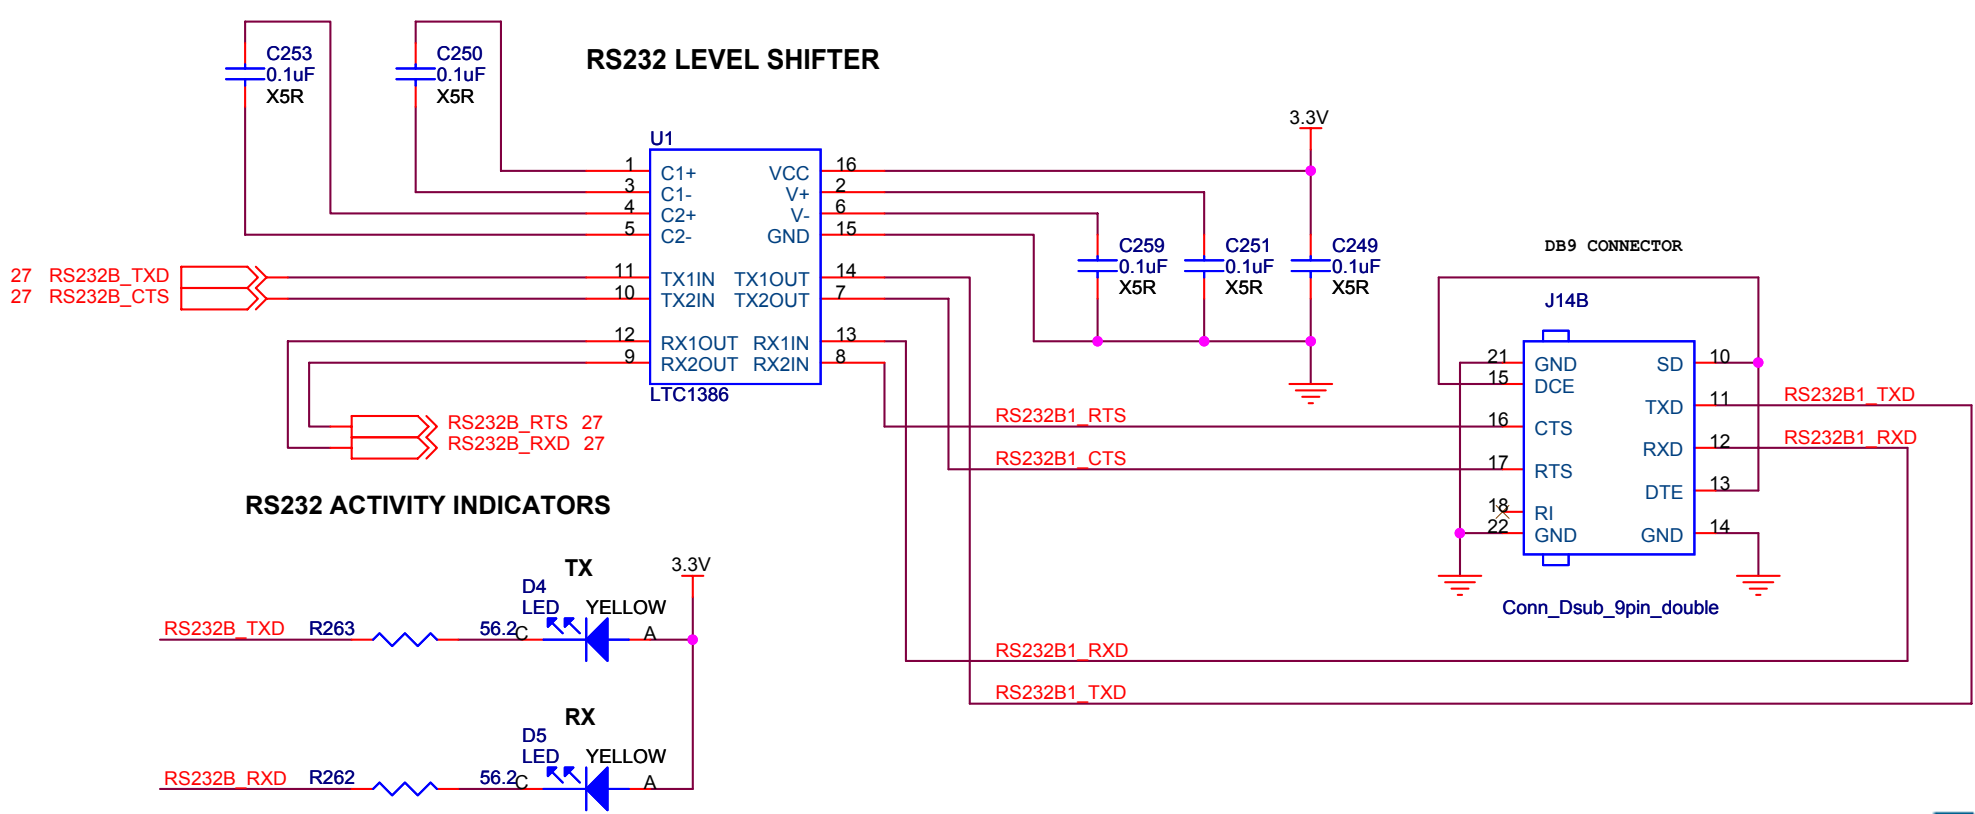 RS232 LEVEL SHIFTER
C253
0.1uF
X5R
C250
0.1uF
X5R
U1
1 C1+ VCC 16
3 C1- V+ 2
4 C2+ V- 6
5 C2- GND 15
11 TX1IN TX1OUT 14
10 TX2IN TX2OUT 7
12 RX1OUT RX1IN 13
9 RX2OUT RX2IN 8
LTC1386
27 RS232B_TXD
27 RS232B_CTS
RS232B_RTS 27
RS232B_RXD 27
3.3V
C259
0.1uF
X5R
C251
0.1uF
X5R
C249
0.1uF
X5R
DB9 CONNECTOR
J14B
21 GND SD 10
15 DCE
TXD 11 RS232B1_TXD
RS232B1_RTS 16 CTS
RXD 12 RS232B1_RXD
RS232B1_CTS 17 RTS
DTE 13
18 RI
22 GND GND 14
Conn_Dsub_9pin_double
RS232B1_RXD
RS232B1_TXD
RS232 ACTIVITY INDICATORS
TX
3.3V
D4
LED YELLOW
RS232B_TXD R263 56.2 C A
RX
D5
LED YELLOW
RS232B_RXD R262 56.2 C A